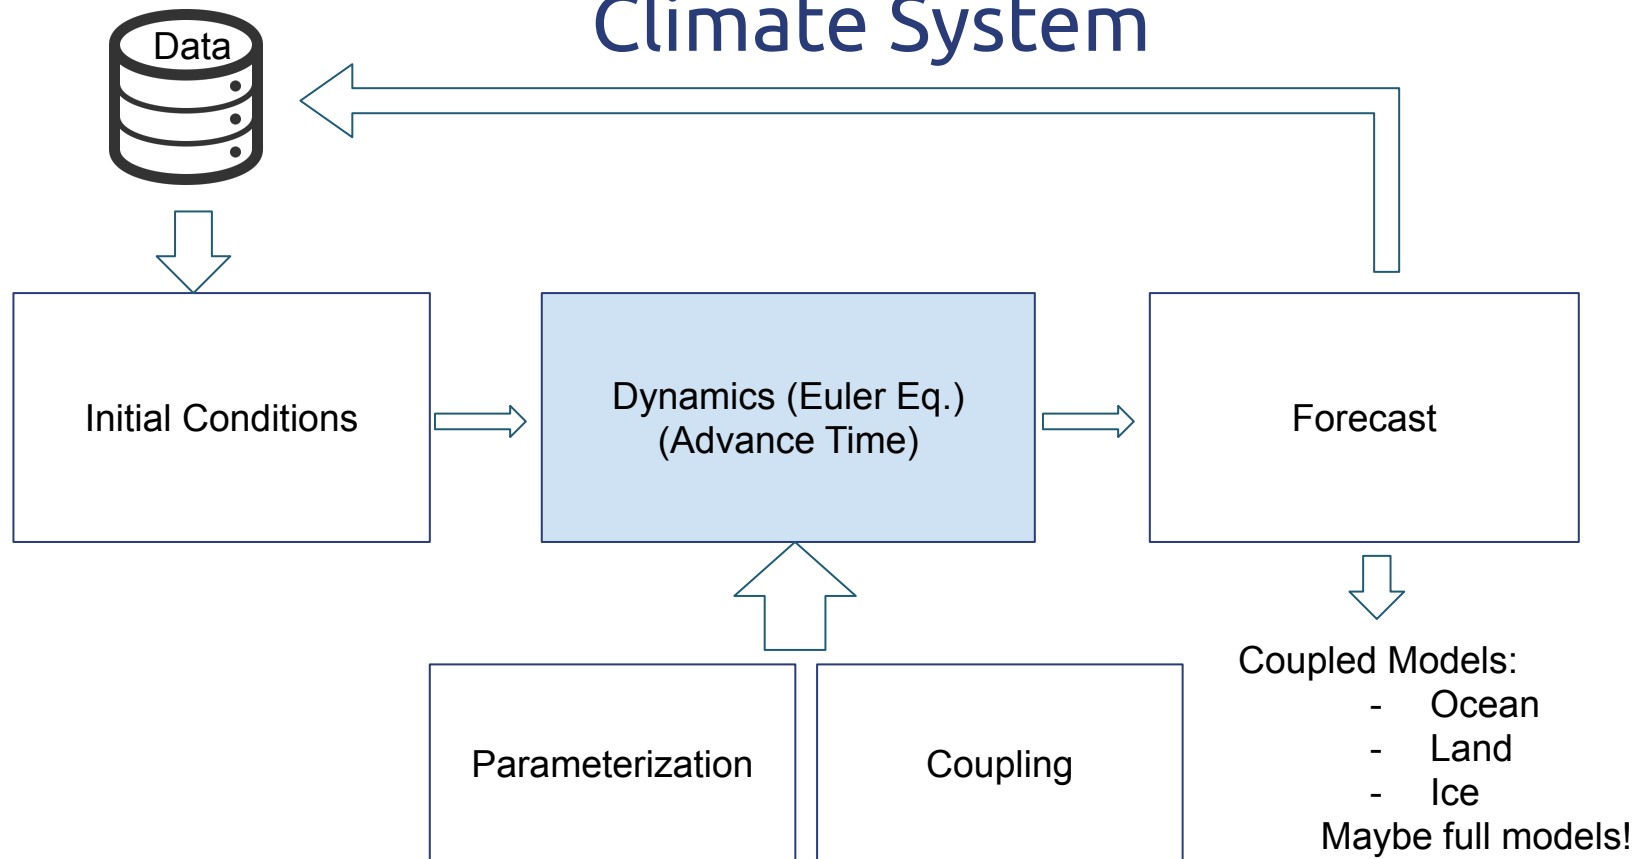 Climate System
Data
Initial Conditions
Dynamics (Euler Eq.)
(Advance Time)
Forecast
Parameterization
Coupling
Coupled Models:
- Ocean
- Land
- Ice
Maybe full models!